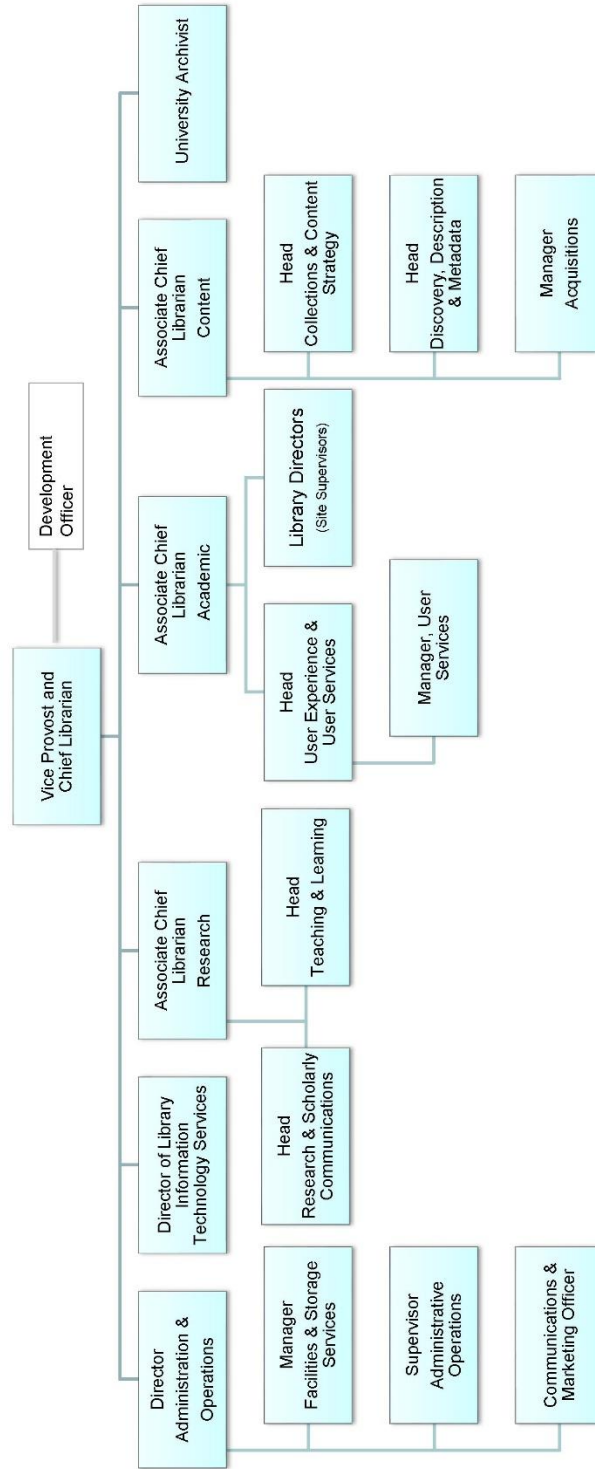 Vice Provost and
Chief Librarian
Development
Officer
Director
Administration &
Operations
Director of Library
Information
Technology Services
Associate Chief
Librarian
Research
Associate Chief
Librarian
Academic
Associate Chief
Librarian
Content
University Archivist
Manager
Facilities & Storage
Services
Head
Research & Scholarly
Communications
Head
Teaching & Learning
Head
User Experience &
User Services
Library Directors
(Site Supervisors)
Head
Collections & Content
Strategy
Supervisor
Administrative
Operations
Manager, User
Services
Head
Discovery, Description
& Metadata
Communications &
Marketing Officer
Manager
Acquisitions